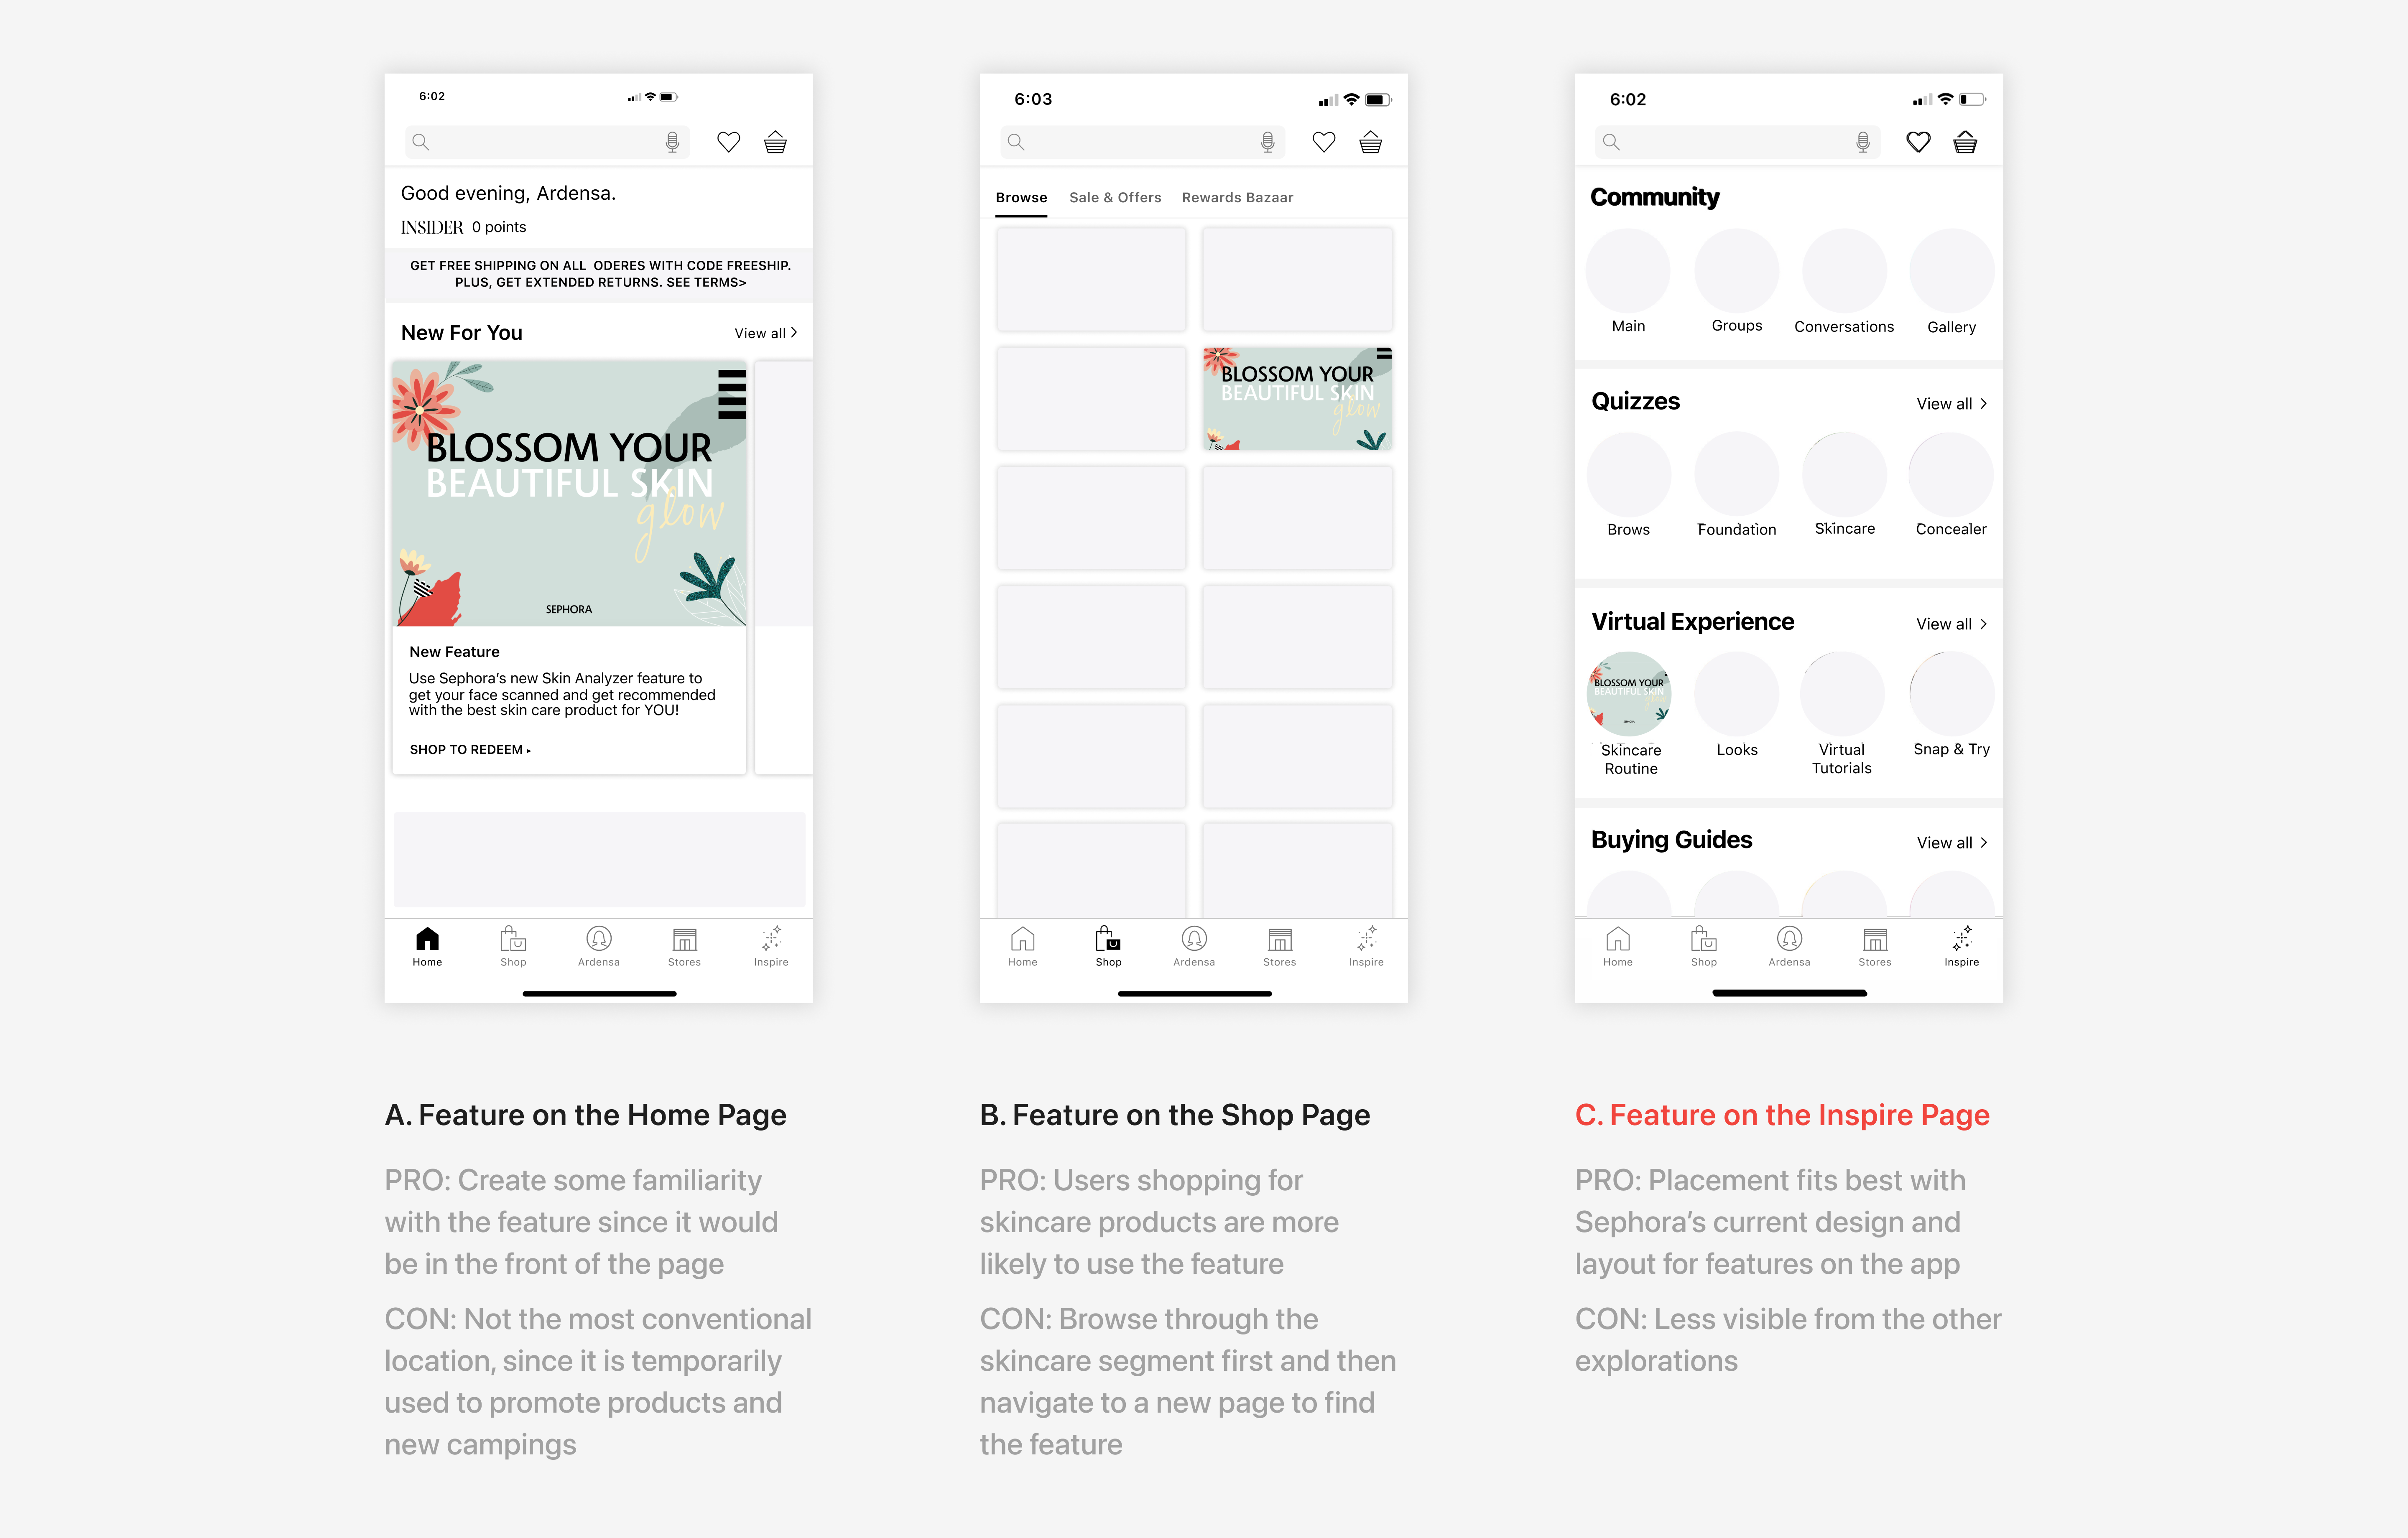 6:02
Good evening, Ardensa.
INSIDER 0 points
GET FREE SHIPPING ON ALL ODERES WITH CODE FREESHIP.
PLUS, GET EXTENDED RETURNS. SEE TERMS>
New For You
View all >
BLOSSOM YOUR
BEAUTIFUL SKIN
glow
SEPHORA
New Feature
Use Sephora's new Skin Analyzer feature to
get your face scanned and get recommended
with the best skin care product for YOU!
SHOP TO REDEEM ▸
Home
Shop
Ardensa
Stores
Inspire
6:03
Browse
Sale & Offers
Rewards Bazaar
BLOSSOM YOUR
BEAUTIFUL SKIN
glow
Home
Shop
Ardensa
Stores
Inspire
6:02
Community
Main
Groups
Conversations
Gallery
Quizzes
View all >
Brows
Foundation
Skincare
Concealer
Virtual Experience
View all >
BLOSSOM YOUR
BEAUTIFUL SKIN
glow
SEPHORA
Skincare
Routine
Looks
Virtual
Tutorials
Snap & Try
Buying Guides
View all >
Home
Shop
Ardensa
Stores
Inspire
A. Feature on the Home Page
PRO: Create some familiarity
with the feature since it would
be in the front of the page
CON: Not the most conventional
location, since it is temporarily
used to promote products and
new campings
B. Feature on the Shop Page
PRO: Users shopping for
skincare products are more
likely to use the feature
CON: Browse through the
skincare segment first and then
navigate to a new page to find
the feature
C. Feature on the Inspire Page
PRO: Placement fits best with
Sephora's current design and
layout for features on the app
CON: Less visible from the other
explorations